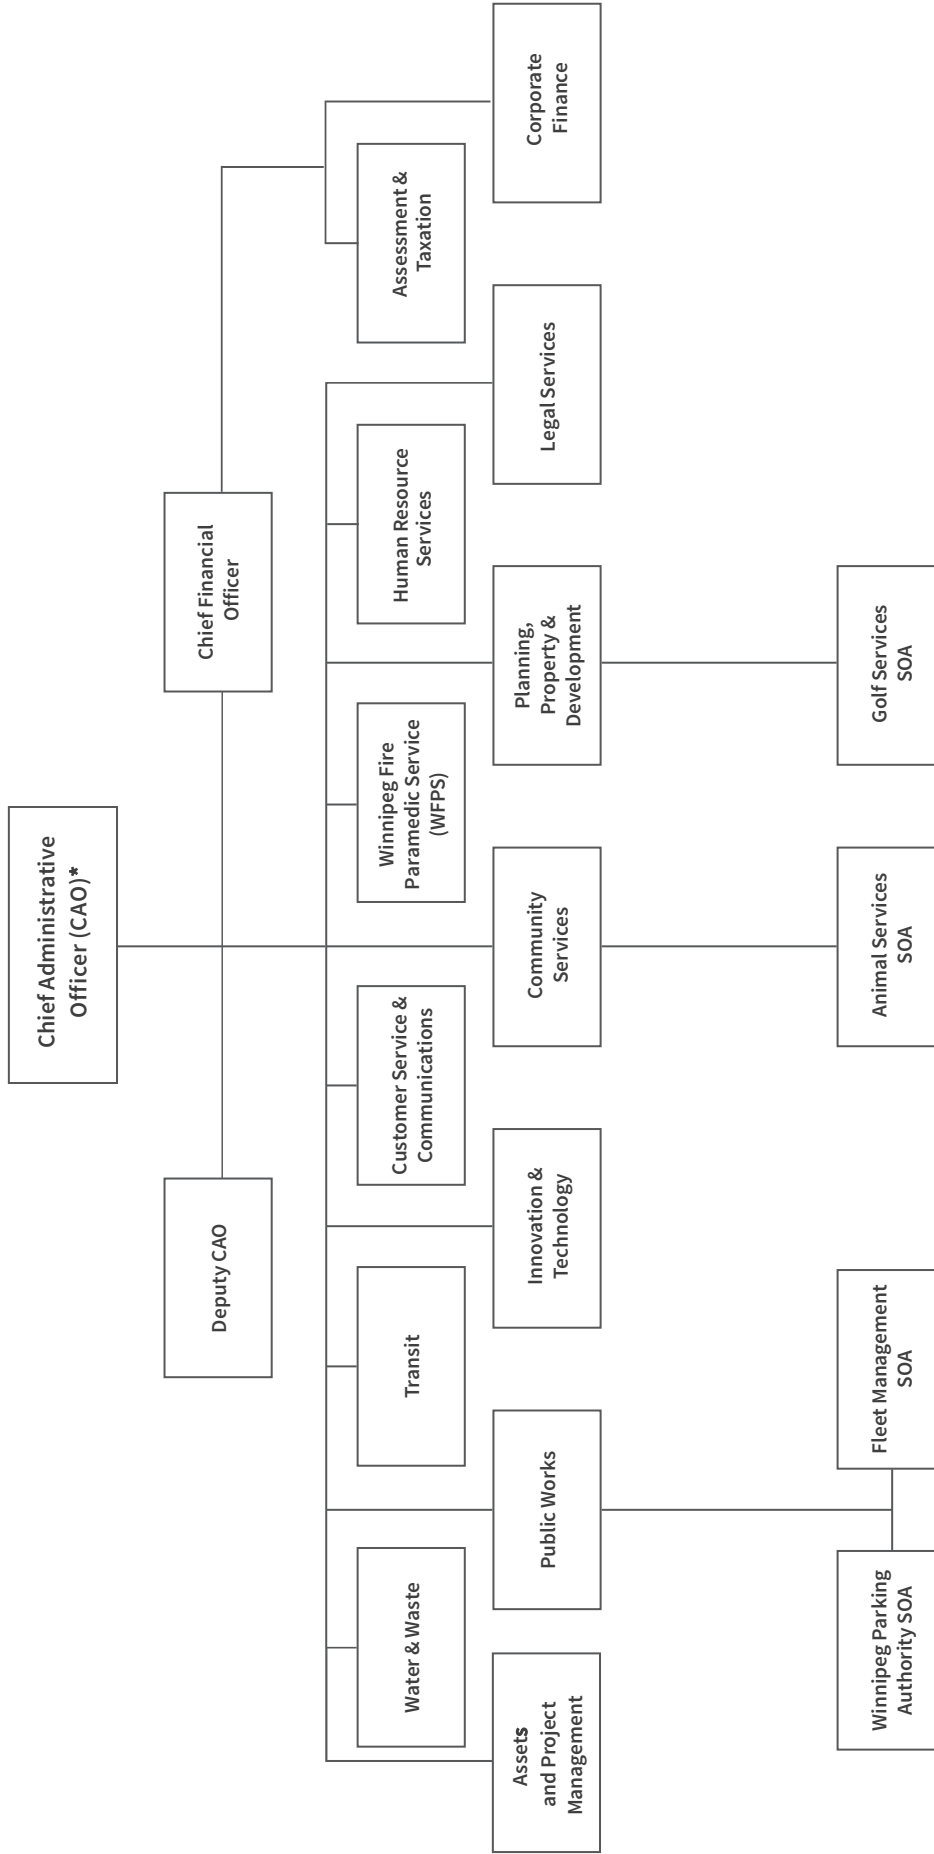 Chief Administrative
Officer (CAO)*
Deputy CAO
Chief Financial
Officer
Water & Waste
Transit
Customer Service &
Communications
Winnipeg Fire
Paramedic Service
(WFPS)
Human Resource
Services
Assessment &
Taxation
Assets
and Project
Management
Public Works
Innovation &
Technology
Community
Services
Planning,
Property &
Development
Legal Services
Corporate
Finance
Winnipeg Parking
Authority SOA
Fleet Management
SOA
Animal Services
SOA
Golf Services
SOA